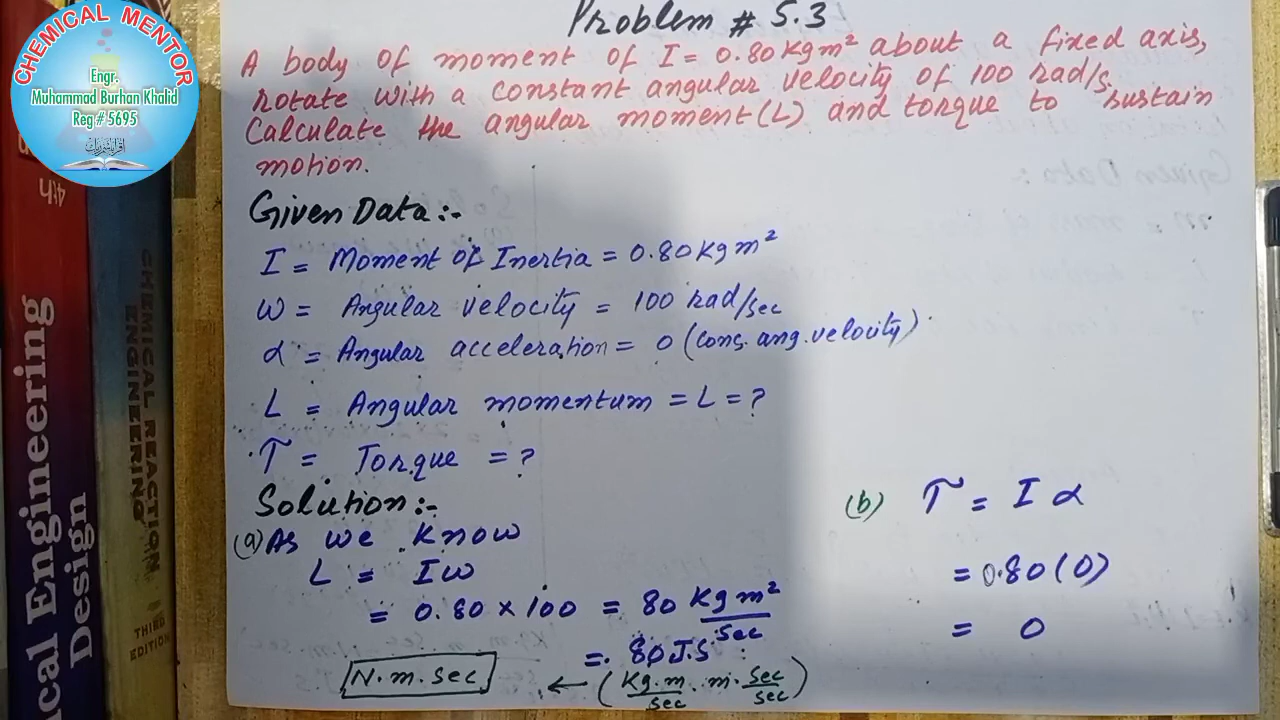 CHEMICAL MENTOR
Engr.
Muhammad Burhan Khalid
Reg # 5695
4th
ical Engineering
Design
CHEMICAL REACTION
ENGINEERING
THIRD
EDITION
Problem # 5.3
A body of moment of I = 0.80 Kg m² about a fixed axis,
rotate with a constant angular velocity of 100 rad/s.
Calculate the angular moment (L) and torque to sustain
motion.
Given Data:-
I = Moment of Inertia = 0.80 Kg m²
ω = Angular velocity = 100 rad/sec
α = Angular acceleration = 0 (cons. ang. velocity)
L = Angular momentum = L = ?
τ = Torque = ?
Solution:-
(a) As we know
L = Iω
= 0.80 × 100 = 80 Kg m²/sec
= 80 J.S
N.m.sec ← (Kg.m/sec . m . sec/sec)
(b) τ = I α
= 0.80 (0)
= 0